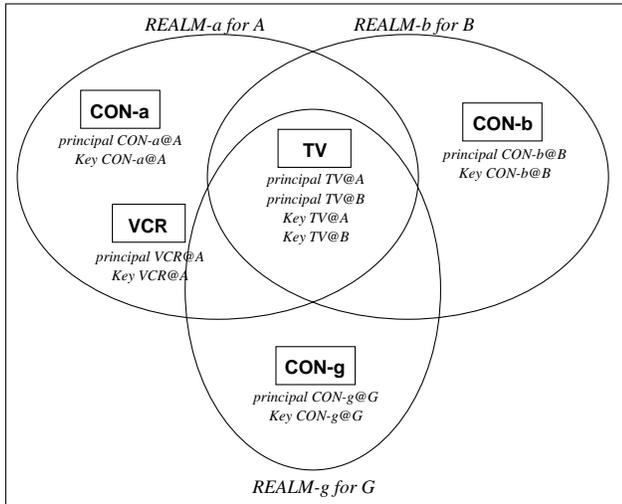 REALM-a for A
REALM-b for B
CON-a
principal CON-a@A
Key CON-a@A
CON-b
principal CON-b@B
Key CON-b@B
TV
principal TV@A
principal TV@B
Key TV@A
Key TV@B
VCR
principal VCR@A
Key VCR@A
CON-g
principal CON-g@G
Key CON-g@G
REALM-g for G